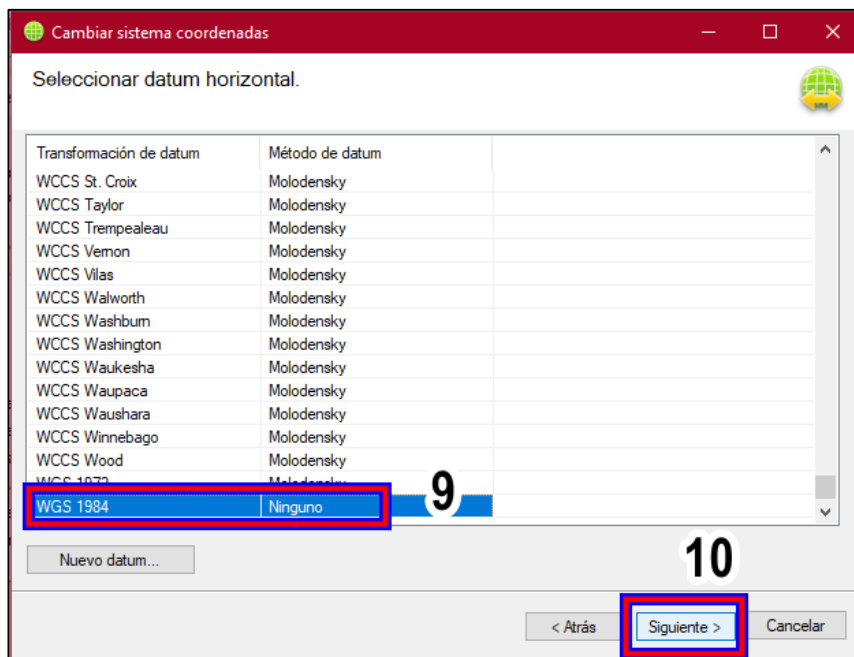 Cambiar sistema coordenadas
Seleccionar datum horizontal.
Transformación de datum Método de datum
WCCS St. Croix Molodensky
WCCS Taylor Molodensky
WCCS Trempealeau Molodensky
WCCS Vernon Molodensky
WCCS Vilas Molodensky
WCCS Walworth Molodensky
WCCS Washburn Molodensky
WCCS Washington Molodensky
WCCS Waukesha Molodensky
WCCS Waupaca Molodensky
WCCS Waushara Molodensky
WCCS Winnebago Molodensky
WCCS Wood Molodensky
WGS 1972 Molodensky
WGS 1984 Ninguno 9
Nuevo datum...
10
< Atrás Siguiente > Cancelar